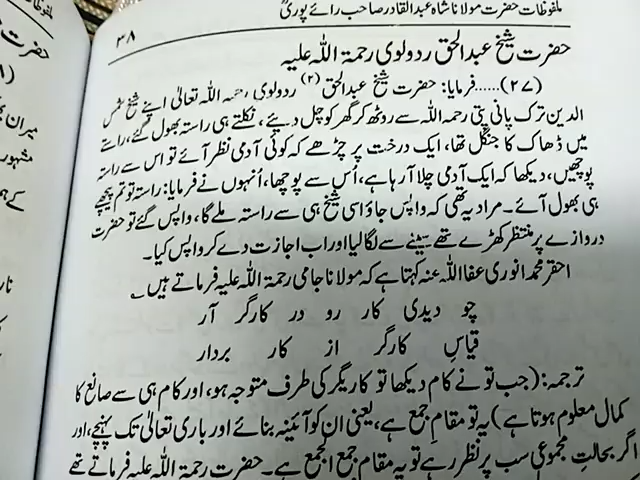 ملفوظات حضرت مولانا شاہ عبدالقادر صاحب رائے پوریؒ
۳۸
حضرت شیخ عبدالحق ردولوی رحمۃ اللہ علیہ
(۲۷)......فرمایا: حضرت شیخ عبدالحق (۲) ردولوی رحمہ اللہ تعالیٰ اپنے شیخ شمس
الدین ترک پانی پتی رحمہ اللہ سے روٹھ کر گھر کو چل دیئے، نکلتے ہی راستہ بھول گئے، راستے
میں ڈھاک کا جنگل تھا، ایک درخت پر چڑھے کہ کوئی آدمی نظر آئے تو اس سے راستہ
پوچھیں، دیکھا کہ ایک آدمی چلا آرہا ہے، اُس سے پوچھا، اُنہوں نے فرمایا: راستہ تو تم پیچھے
ہی بھول آئے۔ مراد یہ تھی کہ واپس جاؤ اسی شیخ ہی سے راستہ ملے گا، واپس گئے تو حضرت
دروازے پر منتظر کھڑے تھے سینے سے لگالیا اور اب اجازت دے کر واپس کیا۔
احقر محمد انوری عفا اللہ عنہ کہتا ہے کہ مولانا جامی رحمۃ اللہ علیہ فرماتے ہیں
چو دیدی کار رو در کارگر آر
قیاسِ کارگر از کار بردار
ترجمہ: (جب تو نے کام دیکھا تو کاریگر کی طرف متوجہ ہو، اور کام ہی سے صانع کا
کمال معلوم ہوتا ہے) یہ تو مقامِ جمع ہے، یعنی ان کو آئینہ بنائے اور باری تعالیٰ تک پہنچے، اور
اگر بحالتِ مجموعی سب پر نظر رہے تو یہ مقام جمع الجمع ہے۔ حضرت رحمۃ اللہ علیہ فرماتے تھے